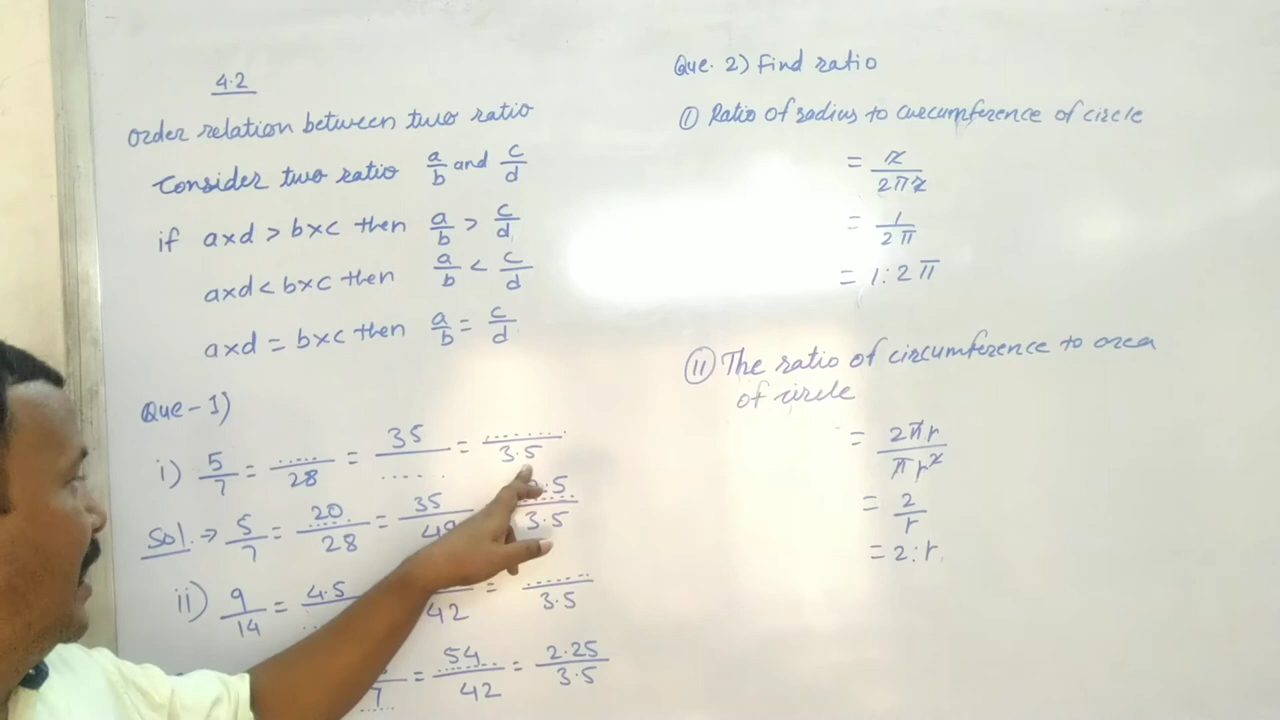 4.2
Order relation between two ratio
Consider two ratio a/b and c/d
if a×d > b×c then a/b > c/d
a×d < b×c then a/b < c/d
a×d = b×c then a/b = c/d
Que-1)
i) 5/7 = ...../28 = 35/..... = ......./3.5
Sol. → 5/7 = 20/28 = 35/49 = .5/3.5
ii) 9/14 = 4.5/.. = /42 = ......./3.5
/7 = 54/42 = 2.25/3.5
Que. 2) Find ratio
① Ratio of radius to circumference of circle
= r/2πr
= 1/2π
= 1:2π
(II) The ratio of circumference to area
of circle
= 2πr/πr²
= 2/r
= 2:r